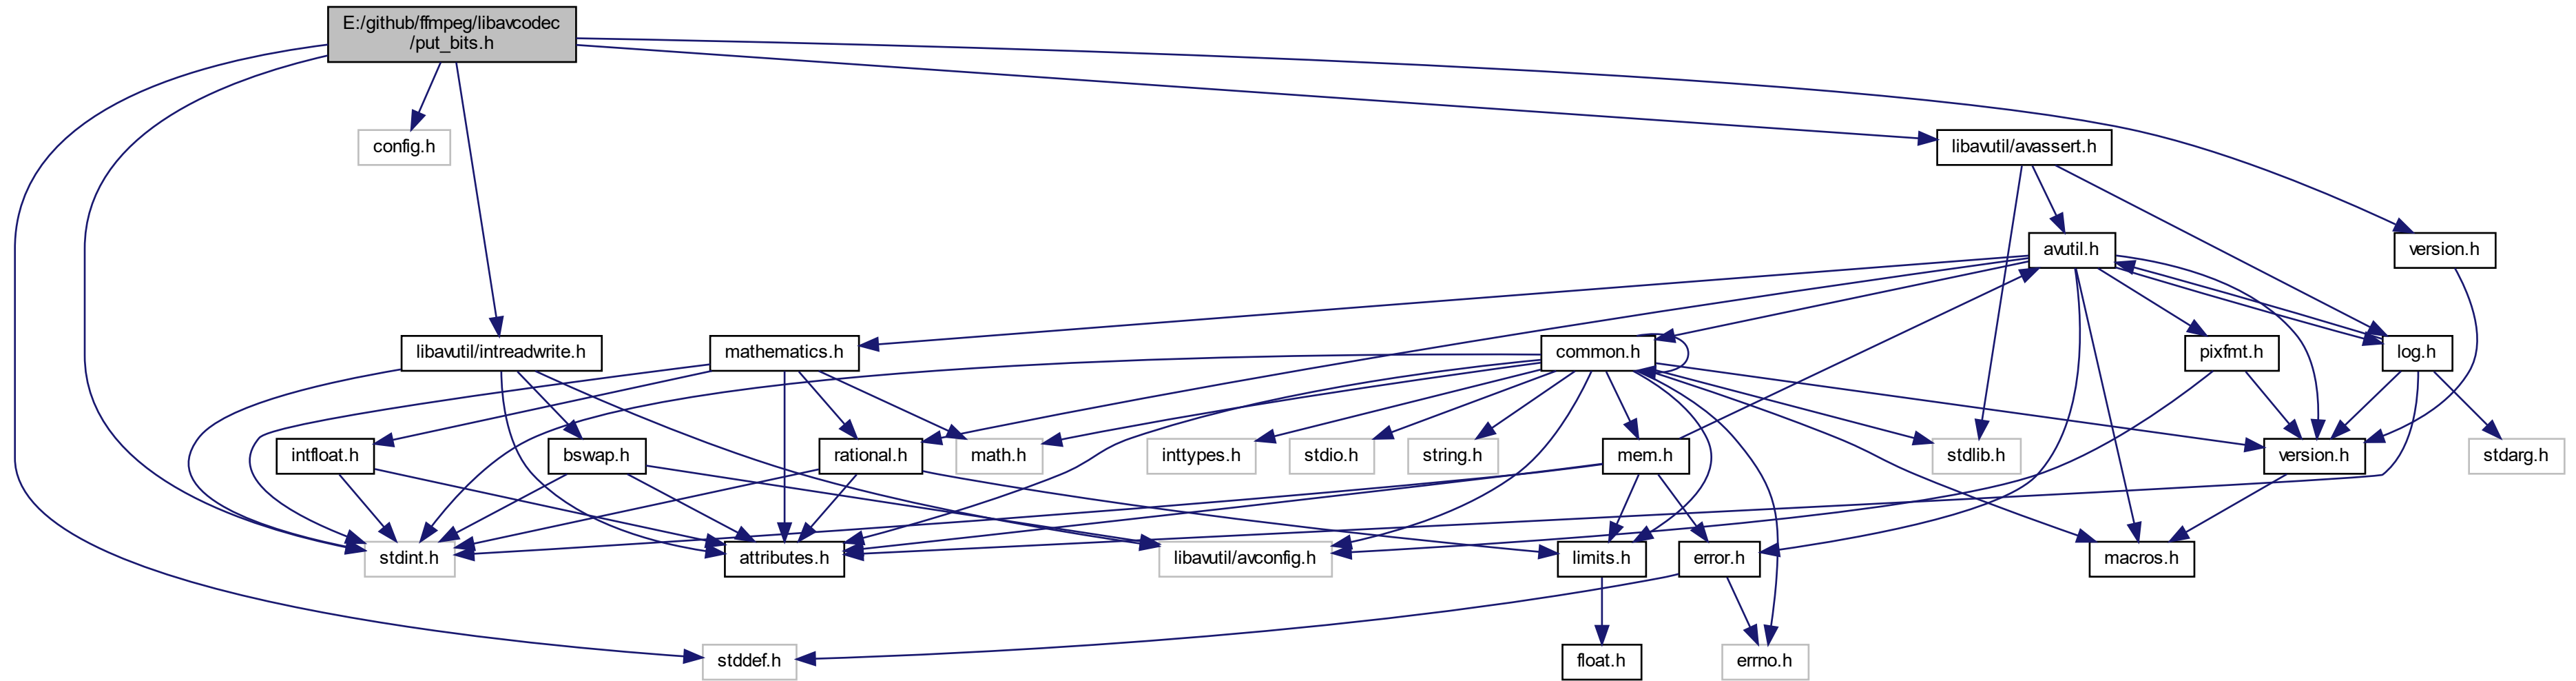 E:/github/ffmpeg/libavcodec
/put_bits.h
config.h
libavutil/avassert.h
avutil.h
version.h
libavutil/intreadwrite.h
mathematics.h
common.h
pixfmt.h
log.h
intfloat.h
bswap.h
rational.h
math.h
inttypes.h
stdio.h
string.h
mem.h
stdlib.h
version.h
stdarg.h
stdint.h
attributes.h
libavutil/avconfig.h
limits.h
error.h
macros.h
stddef.h
float.h
errno.h